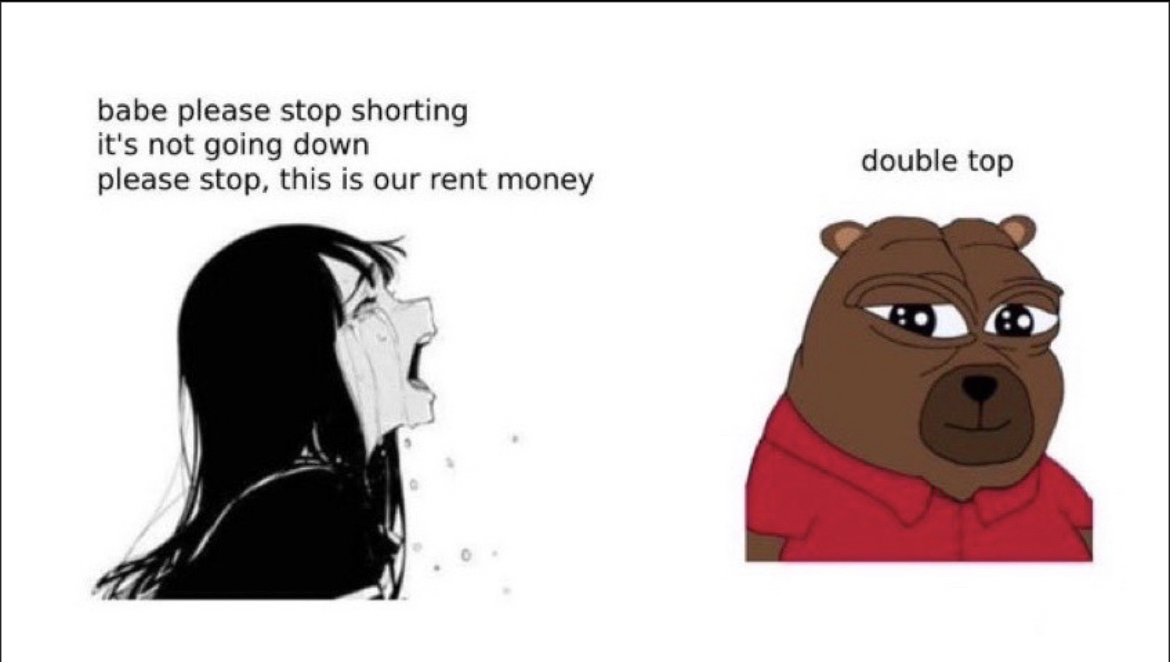 babe please stop shorting
it's not going down
please stop, this is our rent money
double top